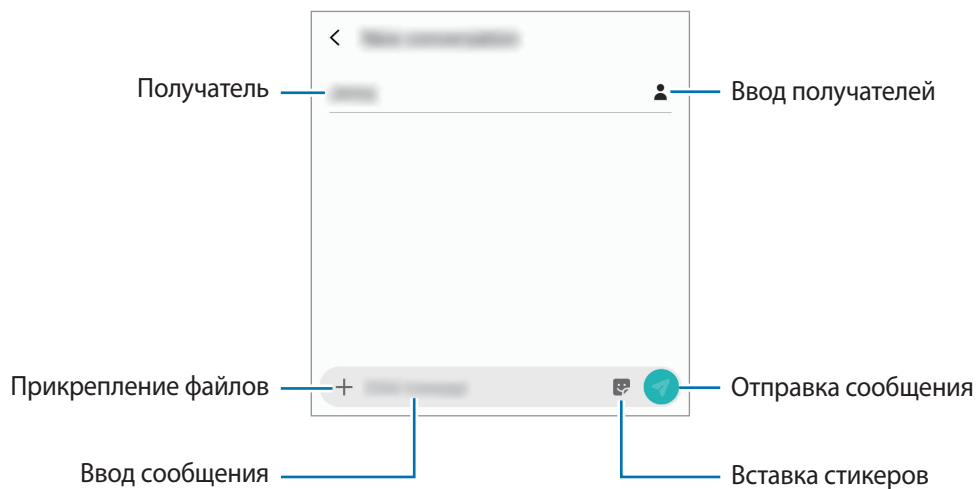 Получатель
Ввод получателей
Прикрепление файлов
Отправка сообщения
Ввод сообщения
Вставка стикеров